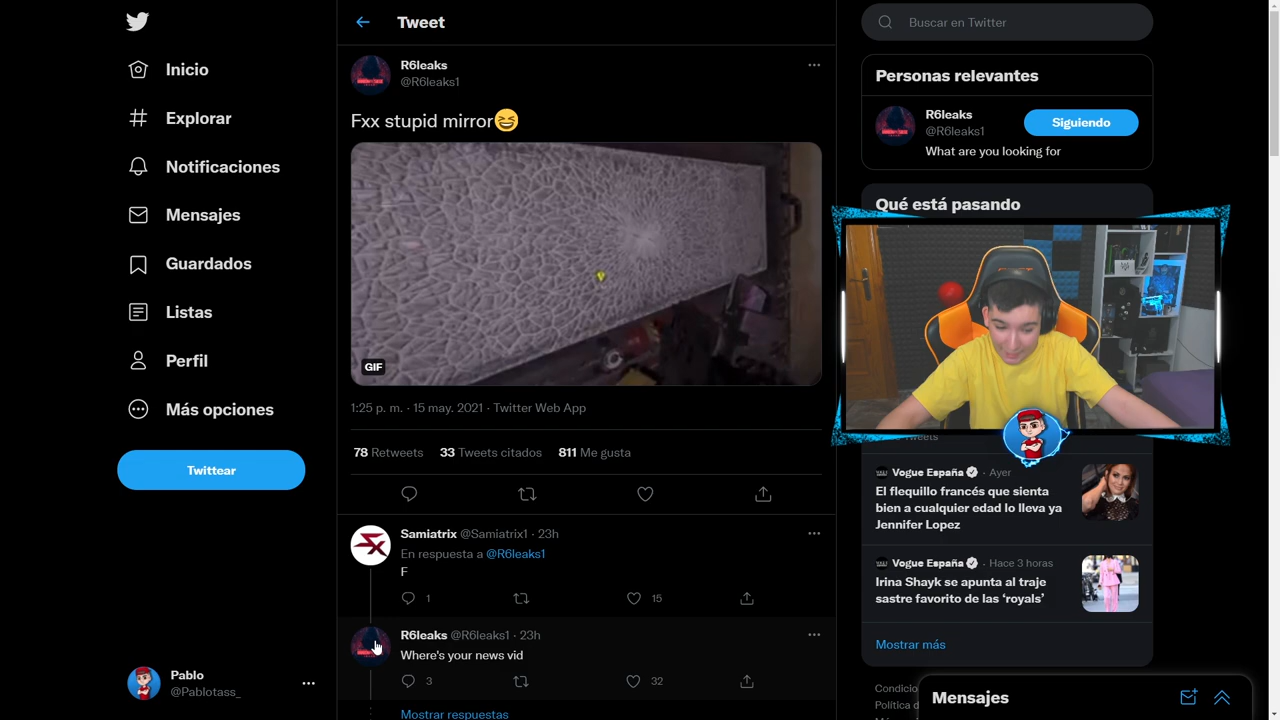 Inicio
Explorar
Notificaciones
Mensajes
Guardados
Listas
Perfil
Más opciones
Twittear
Pablo
@Pablotass_
Tweet
R6leaks
@R6leaks1
Fxx stupid mirror😆
GIF
1:25 p. m. · 15 may. 2021 · Twitter Web App
78 Retweets 33 Tweets citados 811 Me gusta
Samiatrix @Samiatrix1 · 23h
En respuesta a @R6leaks1
F
1 15
R6leaks @R6leaks1 · 23h
Where's your news vid
3 32
Mostrar respuestas
Buscar en Twitter
Personas relevantes
R6leaks
@R6leaks1
Siguiendo
What are you looking for
Qué está pasando
Tweets
Vogue España · Ayer
El flequillo francés que sienta
bien a cualquier edad lo lleva ya
Jennifer Lopez
Vogue España · Hace 3 horas
Irina Shayk se apunta al traje
sastre favorito de las ‘royals’
Mostrar más
Condicio
Política d
Mensajes